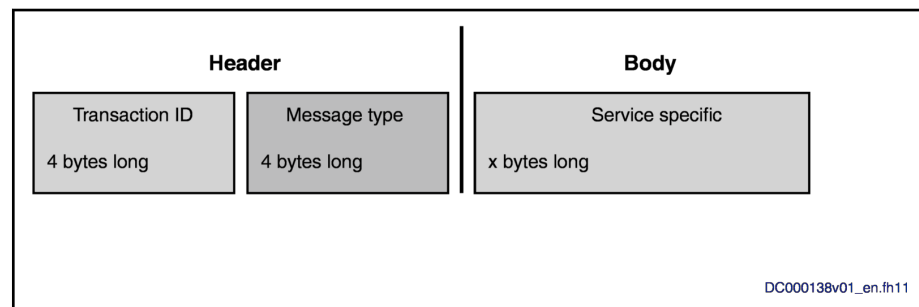 Header
Body
Transaction ID
4 bytes long
Message type
4 bytes long
Service specific
x bytes long
DC000138v01_en.fh11